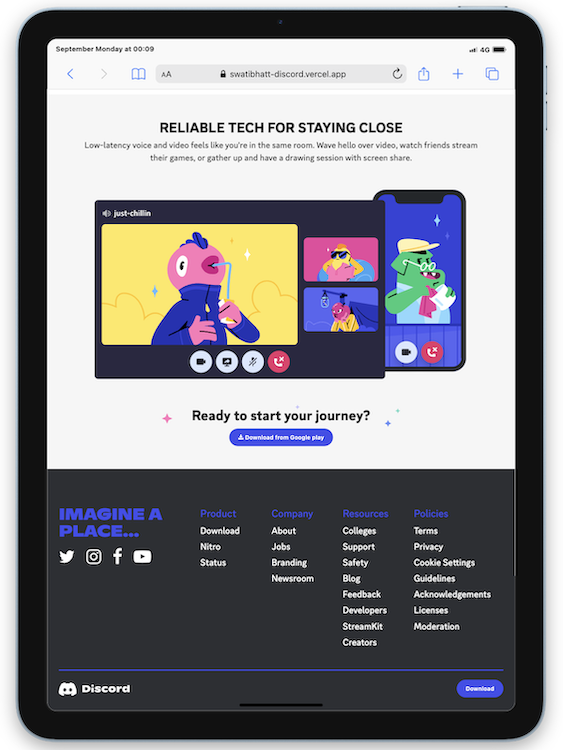 September Monday at 00:09
4G
AA
swatibhatt-discord.vercel.app
RELIABLE TECH FOR STAYING CLOSE
Low-latency voice and video feels like you're in the same room. Wave hello over video, watch friends stream
their games, or gather up and have a drawing session with screen share.
just-chillin
Ready to start your journey?
Download from Google play
IMAGINE A
PLACE...
Product
Download
Nitro
Status
Company
About
Jobs
Branding
Newsroom
Resources
Colleges
Support
Safety
Blog
Feedback
Developers
StreamKit
Creators
Policies
Terms
Privacy
Cookie Settings
Guidelines
Acknowledgements
Licenses
Moderation
Discord
Download